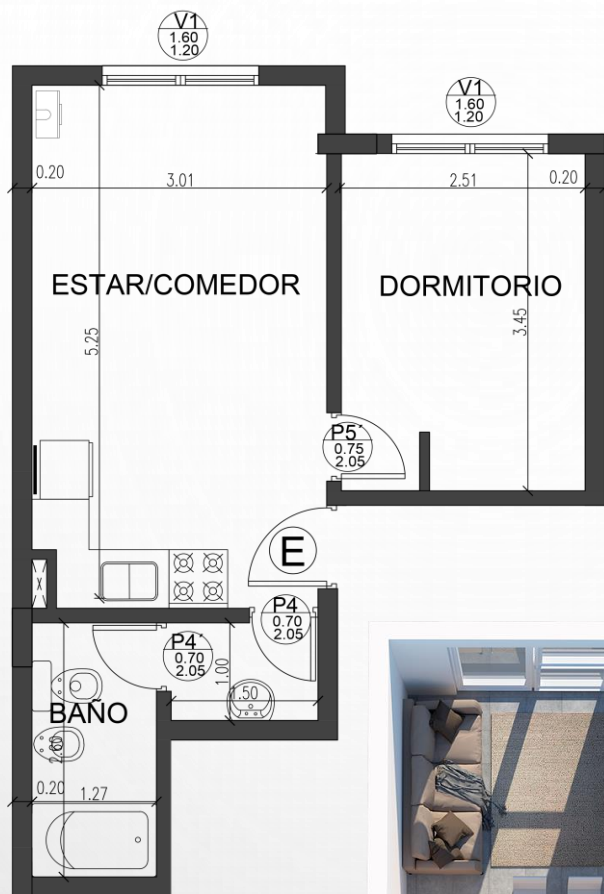 V1
1.60
1.20
V1
1.60
1.20
0.20
3.01
2.51
0.20
ESTAR/COMEDOR
DORMITORIO
5.25
3.45
P5´
0.75
2.05
E
P4
0.70
2.05
P4´
0.70
2.05
1.00
1.50
BAÑO
2.60
0.20
1.27
X